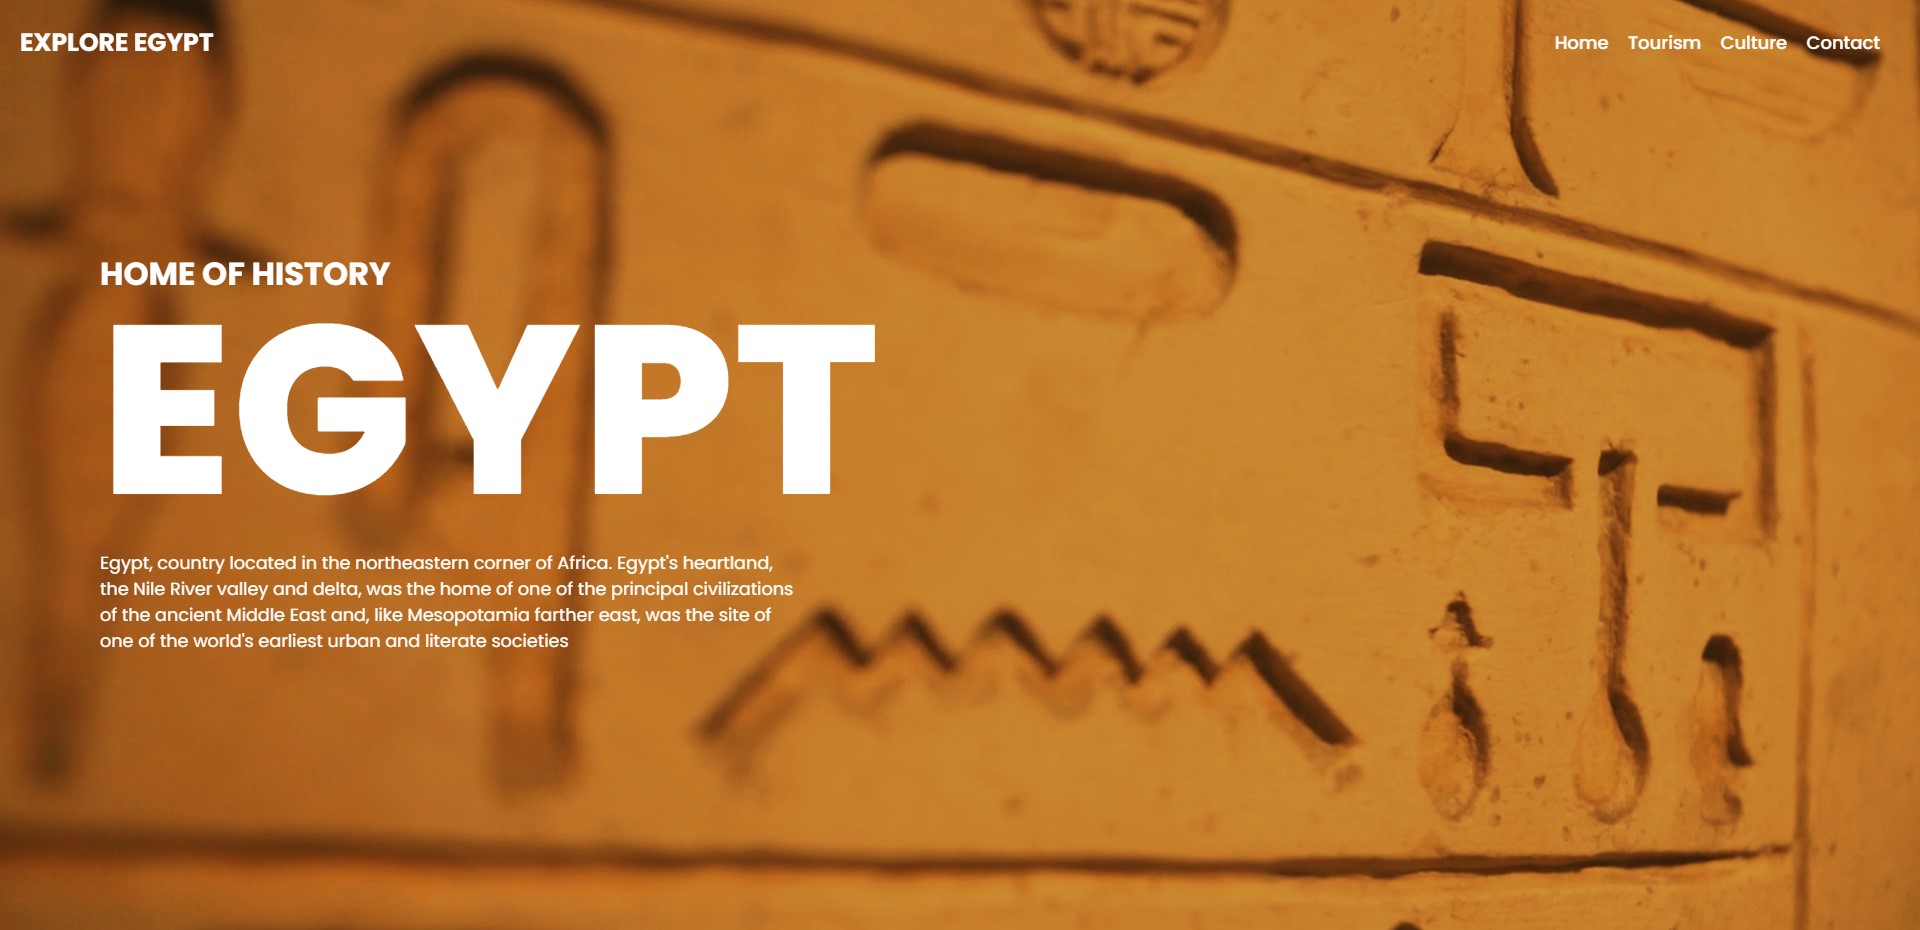 EXPLORE EGYPT
Home Tourism Culture Contact
HOME OF HISTORY
EGYPT
Egypt, country located in the northeastern corner of Africa. Egypt's heartland,
the Nile River valley and delta, was the home of one of the principal civilizations
of the ancient Middle East and, like Mesopotamia farther east, was the site of
one of the world's earliest urban and literate societies